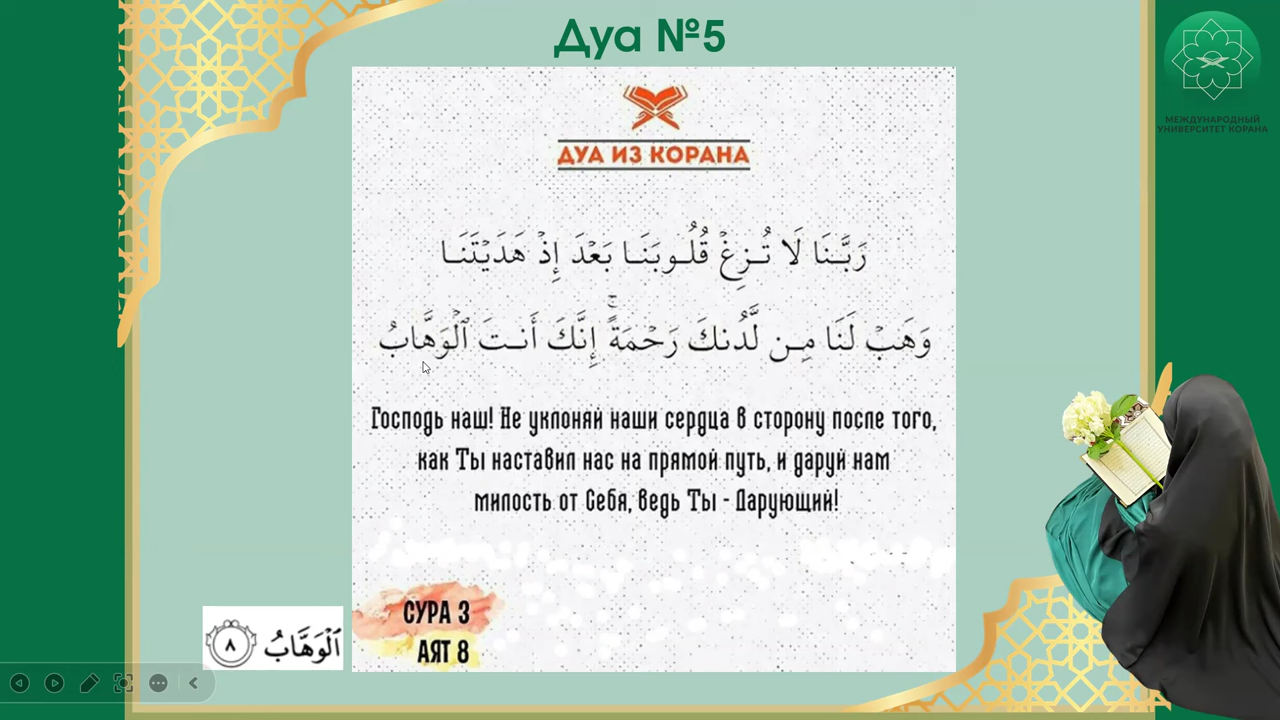 Дуа №5
МЕЖДУНАРОДНЫЙ
УНИВЕРСИТЕТ КОРАНА
ДУА ИЗ КОРАНА
رَبَّنَا لَا تُزِغْ قُلُوبَنَا بَعْدَ إِذْ هَدَيْتَنَا
وَهَبْ لَنَا مِن لَّدُنكَ رَحْمَةً ۚ إِنَّكَ أَنتَ ٱلْوَهَّابُ
Господь наш! Не уклоняй наши сердца в сторону после того,
как Ты наставил нас на прямой путь, и даруй нам
милость от Себя, ведь Ты - Дарующий!
СУРА 3
АЯТ 8
ٱلْوَهَّابُ ٨